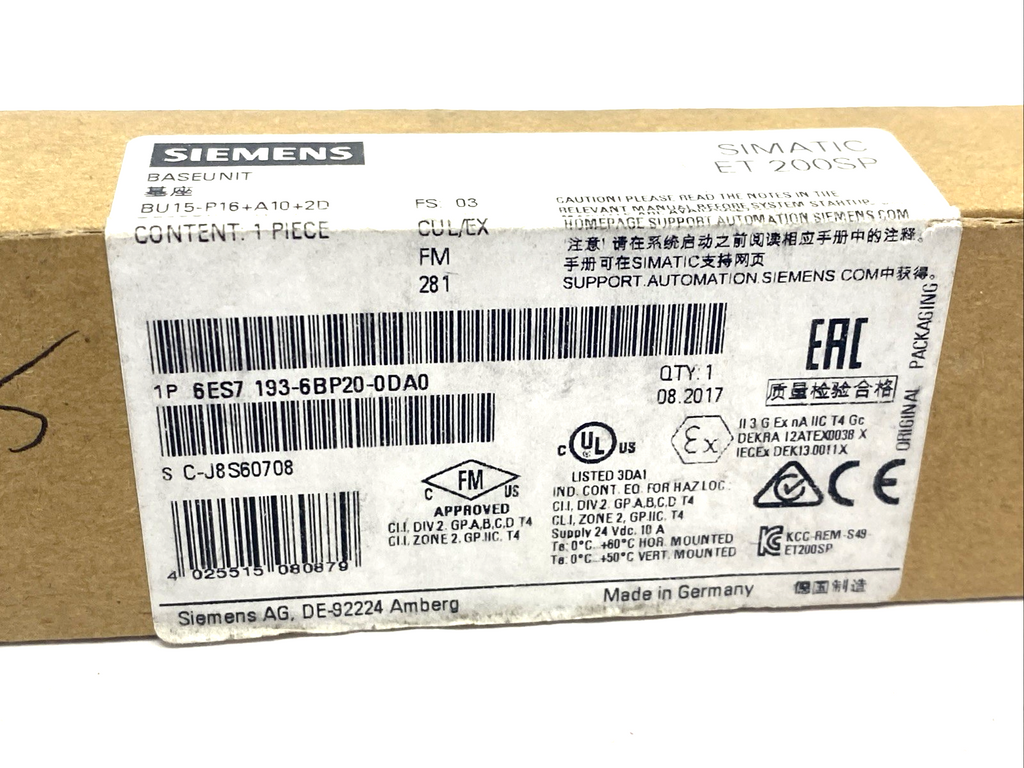 SIEMENS
SIMATIC
ET 200SP
BASEUNIT
基座
BU15-P16+A10+2D
CONTENT: 1 PIECE
FS: 03
CUL/EX
FM
281
CAUTION! PLEASE READ THE NOTES IN THE
RELEVANT MANUAL BEFORE SYSTEM STARTUP.
HOMEPAGE SUPPORT.AUTOMATION.SIEMENS.COM
注意! 请在系统启动之前阅读相应手册中的注释。
手册可在SIMATIC支持网页
SUPPORT.AUTOMATION.SIEMENS.COM中获得。
1P 6ES7 193-6BP20-0DA0
QTY: 1
08.2017
EAC
质量检验合格
ORIGINAL PACKAGING
S C-J8S60708
C FM US
APPROVED
CL.I, DIV.2, GP.A,B,C,D T4
CL.I, ZONE 2, GP.IIC, T4
C UL US
LISTED 3DA1
IND. CONT. EQ. FOR HAZ.LOC.:
CL.I, DIV.2, GP.A,B,C,D T4
CL.I, ZONE 2, GP.IIC, T4
Supply 24 Vdc, 10 A
Ta: 0°C...+60°C HOR. MOUNTED
Ta: 0°C...+50°C VERT. MOUNTED
Ex
II 3 G Ex nA IIC T4 Gc
DEKRA 12ATEX0038 X
IECEx DEK13.0011X
CE
KCC-REM-S49-
ET200SP
4 025515 080879
Siemens AG, DE-92224 Amberg
Made in Germany
德国制造